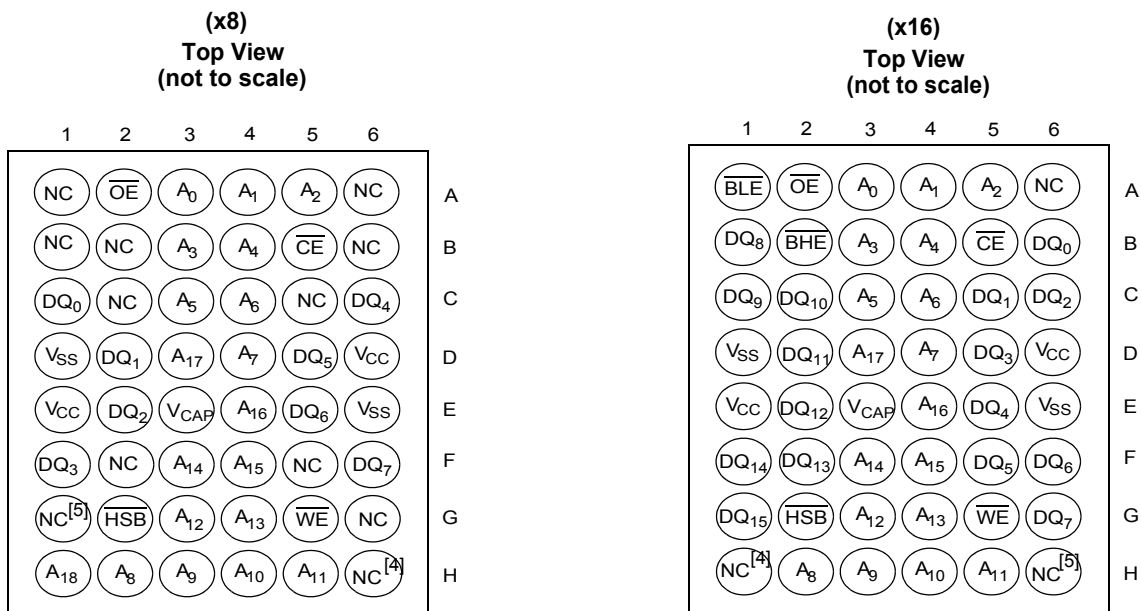 (x8)
Top View
(not to scale)
1 2 3 4 5 6
NC OE A0 A1 A2 NC A
NC NC A3 A4 CE NC B
DQ0 NC A5 A6 NC DQ4 C
VSS DQ1 A17 A7 DQ5 VCC D
VCC DQ2 VCAP A16 DQ6 VSS E
DQ3 NC A14 A15 NC DQ7 F
NC[5] HSB A12 A13 WE NC G
A18 A8 A9 A10 A11 NC[4] H
(x16)
Top View
(not to scale)
1 2 3 4 5 6
BLE OE A0 A1 A2 NC A
DQ8 BHE A3 A4 CE DQ0 B
DQ9 DQ10 A5 A6 DQ1 DQ2 C
VSS DQ11 A17 A7 DQ3 VCC D
VCC DQ12 VCAP A16 DQ4 VSS E
DQ14 DQ13 A14 A15 DQ5 DQ6 F
DQ15 HSB A12 A13 WE DQ7 G
NC[4] A8 A9 A10 A11 NC[5] H